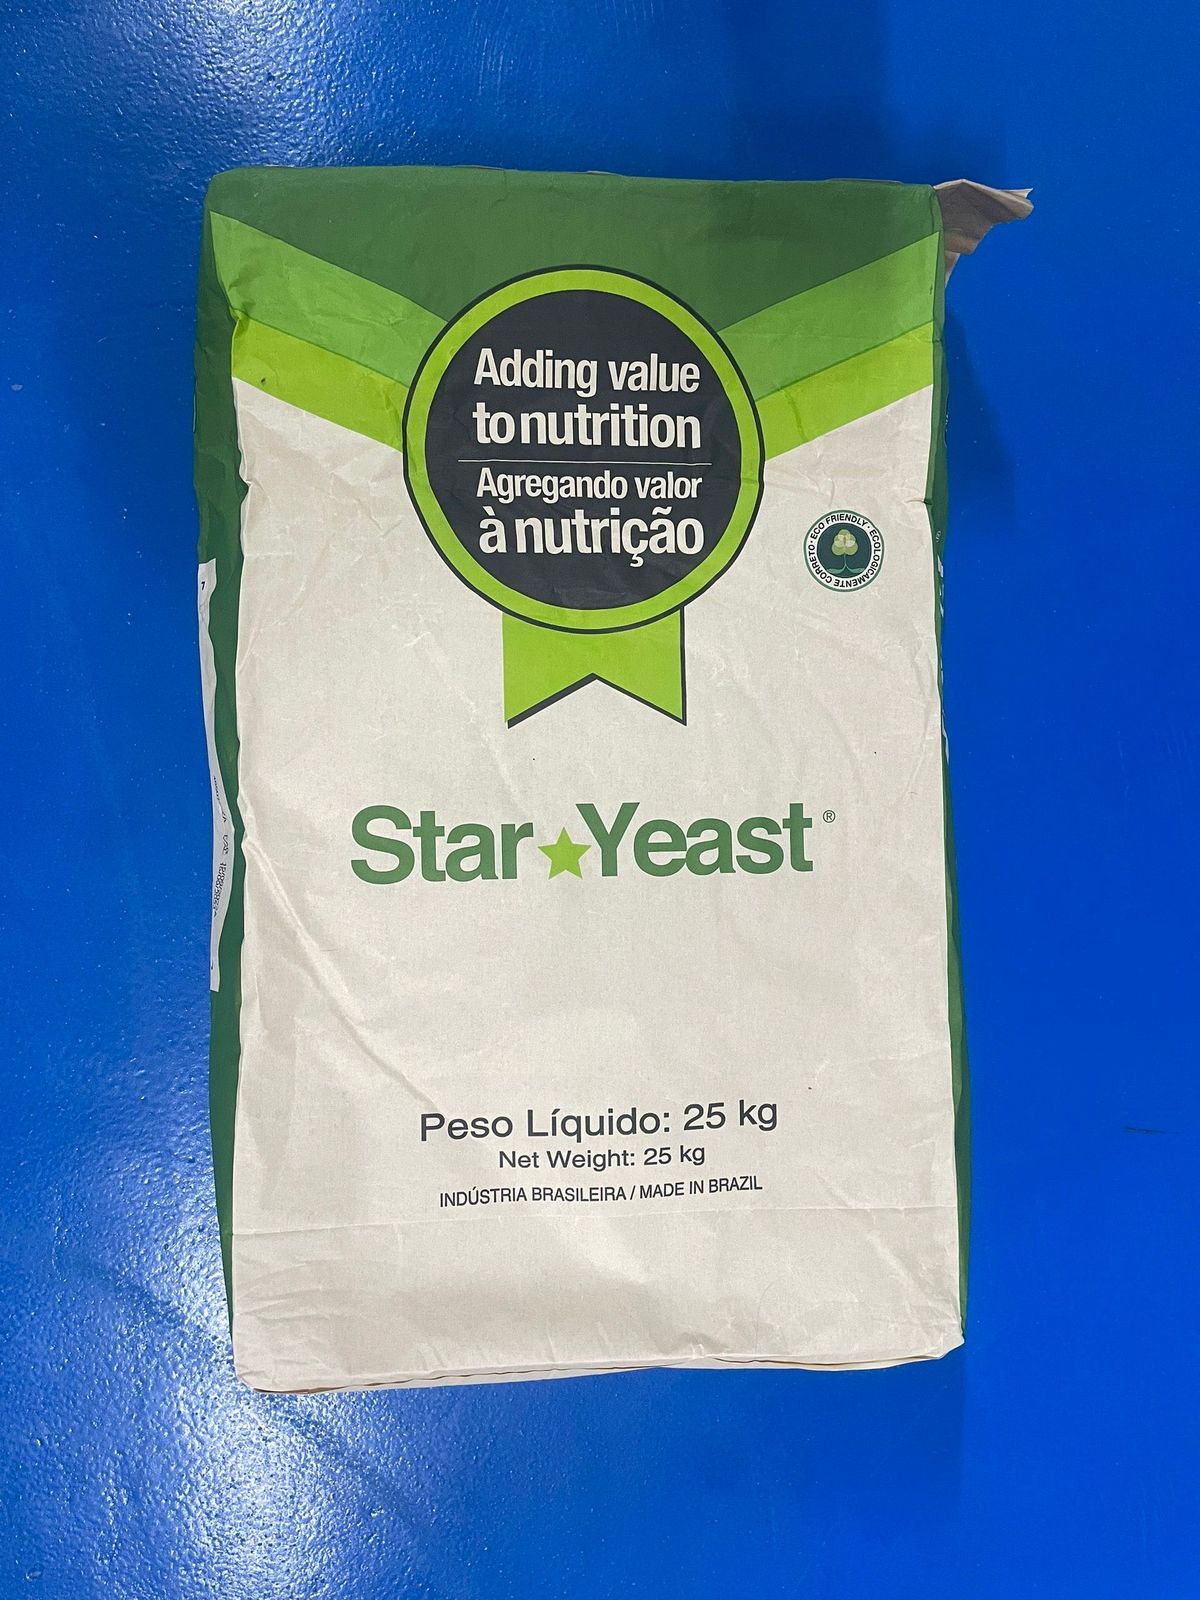 Adding value
to nutrition
Agregando valor
à nutrição
ECO FRIENDLY · ECOLOGICAMENTE CORRETO ·
Star Yeast ®
Peso Líquido: 25 kg
Net Weight: 25 kg
INDÚSTRIA BRASILEIRA / MADE IN BRAZIL
7